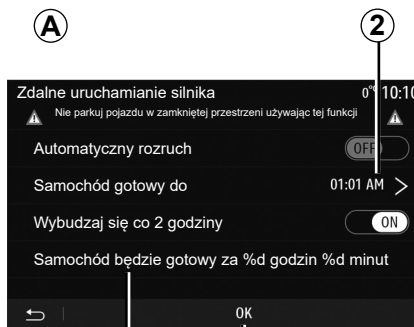 A 2
Zdalne uruchamianie silnika 0° 10:10
Nie parkuj pojazdu w zamkniętej przestrzeni używając tej funkcji
Automatyczny rozruch OFF
Samochód gotowy do 01:01 AM >
Wybudzaj się co 2 godziny ON
Samochód będzie gotowy za %d godzin %d minut
OK